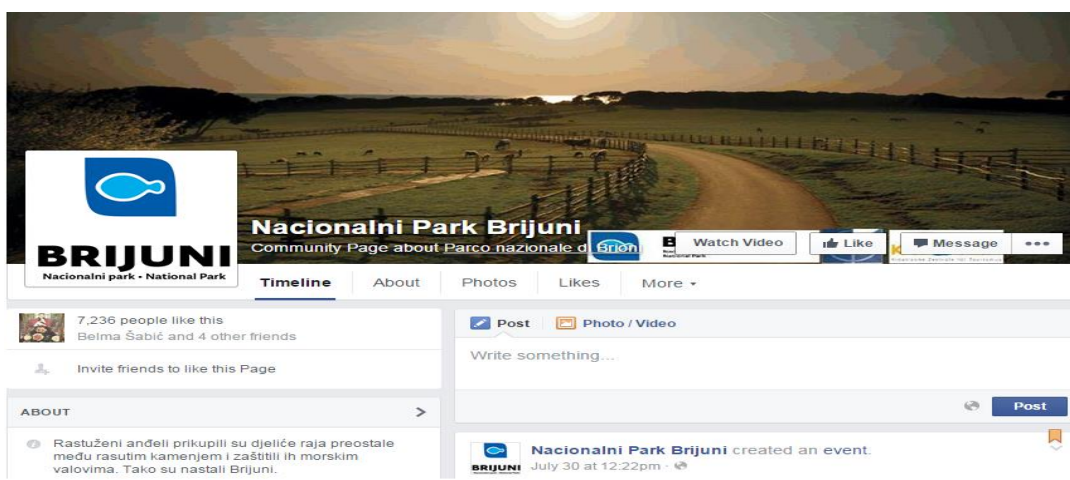 BRIJUNI
Nacionalni park • National Park
Nacionalni Park Brijuni
Community Page about Parco nazionale di Brion
Watch Video
Like
Message
Timeline
About
Photos
Likes
More
7,236 people like this
Belma Šabić and 4 other friends
Invite friends to like this Page
ABOUT
Rastuženi anđeli prikupili su djeliće raja preostale
među rasutim kamenjem i zaštitili ih morskim
valovima. Tako su nastali Brijuni.
Post
Photo / Video
Write something...
Post
Nacionalni Park Brijuni created an event.
BRIJUNI
July 30 at 12:22pm